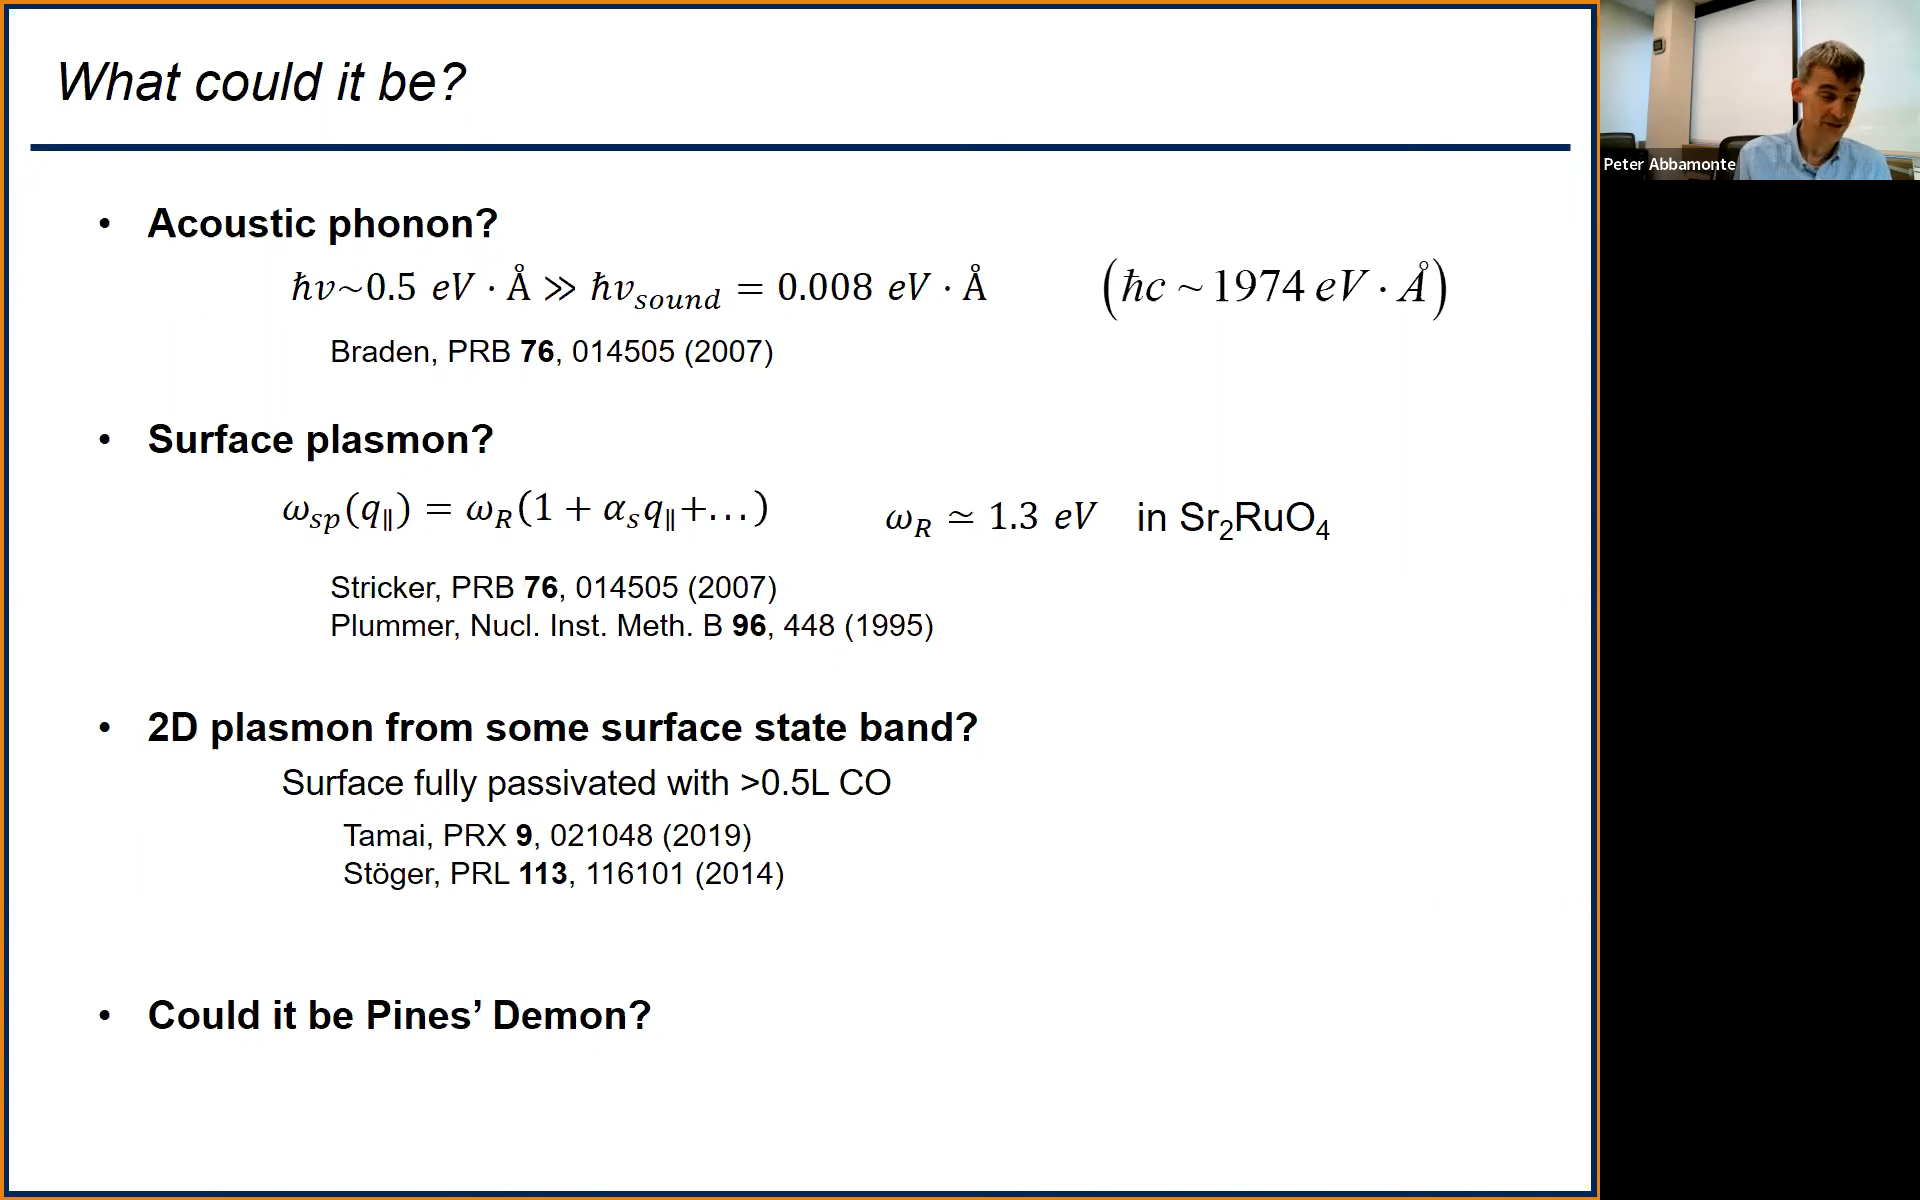 What could it be?
• Acoustic phonon?
ℏv~0.5 eV · Å ≫ ℏv_sound = 0.008 eV · Å (ℏc ~ 1974 eV · Å)
Braden, PRB 76, 014505 (2007)
• Surface plasmon?
ω_sp(q_∥) = ω_R(1 + α_s q_∥+...) ω_R ≃ 1.3 eV in Sr₂RuO₄
Stricker, PRB 76, 014505 (2007)
Plummer, Nucl. Inst. Meth. B 96, 448 (1995)
• 2D plasmon from some surface state band?
Surface fully passivated with >0.5L CO
Tamai, PRX 9, 021048 (2019)
Stöger, PRL 113, 116101 (2014)
• Could it be Pines’ Demon?
Peter Abbamonte